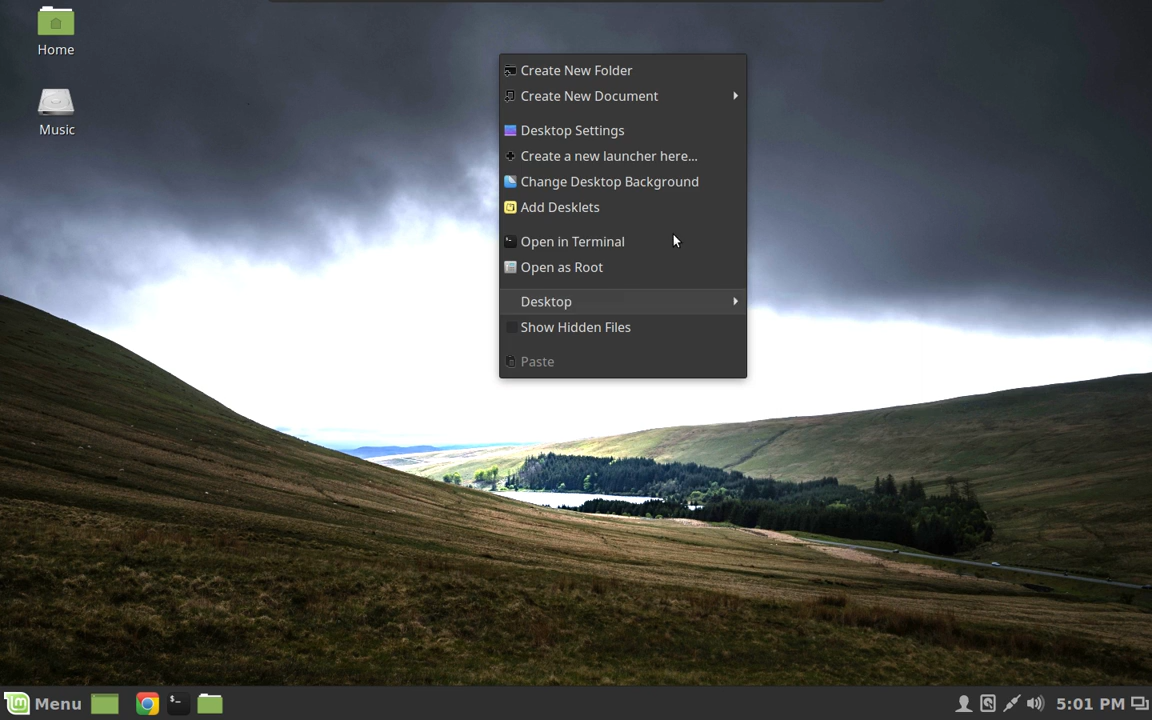 Home
Music
Create New Folder
Create New Document
Desktop Settings
Create a new launcher here...
Change Desktop Background
Add Desklets
Open in Terminal
Open as Root
Desktop
Show Hidden Files
Paste
Menu
5:01 PM